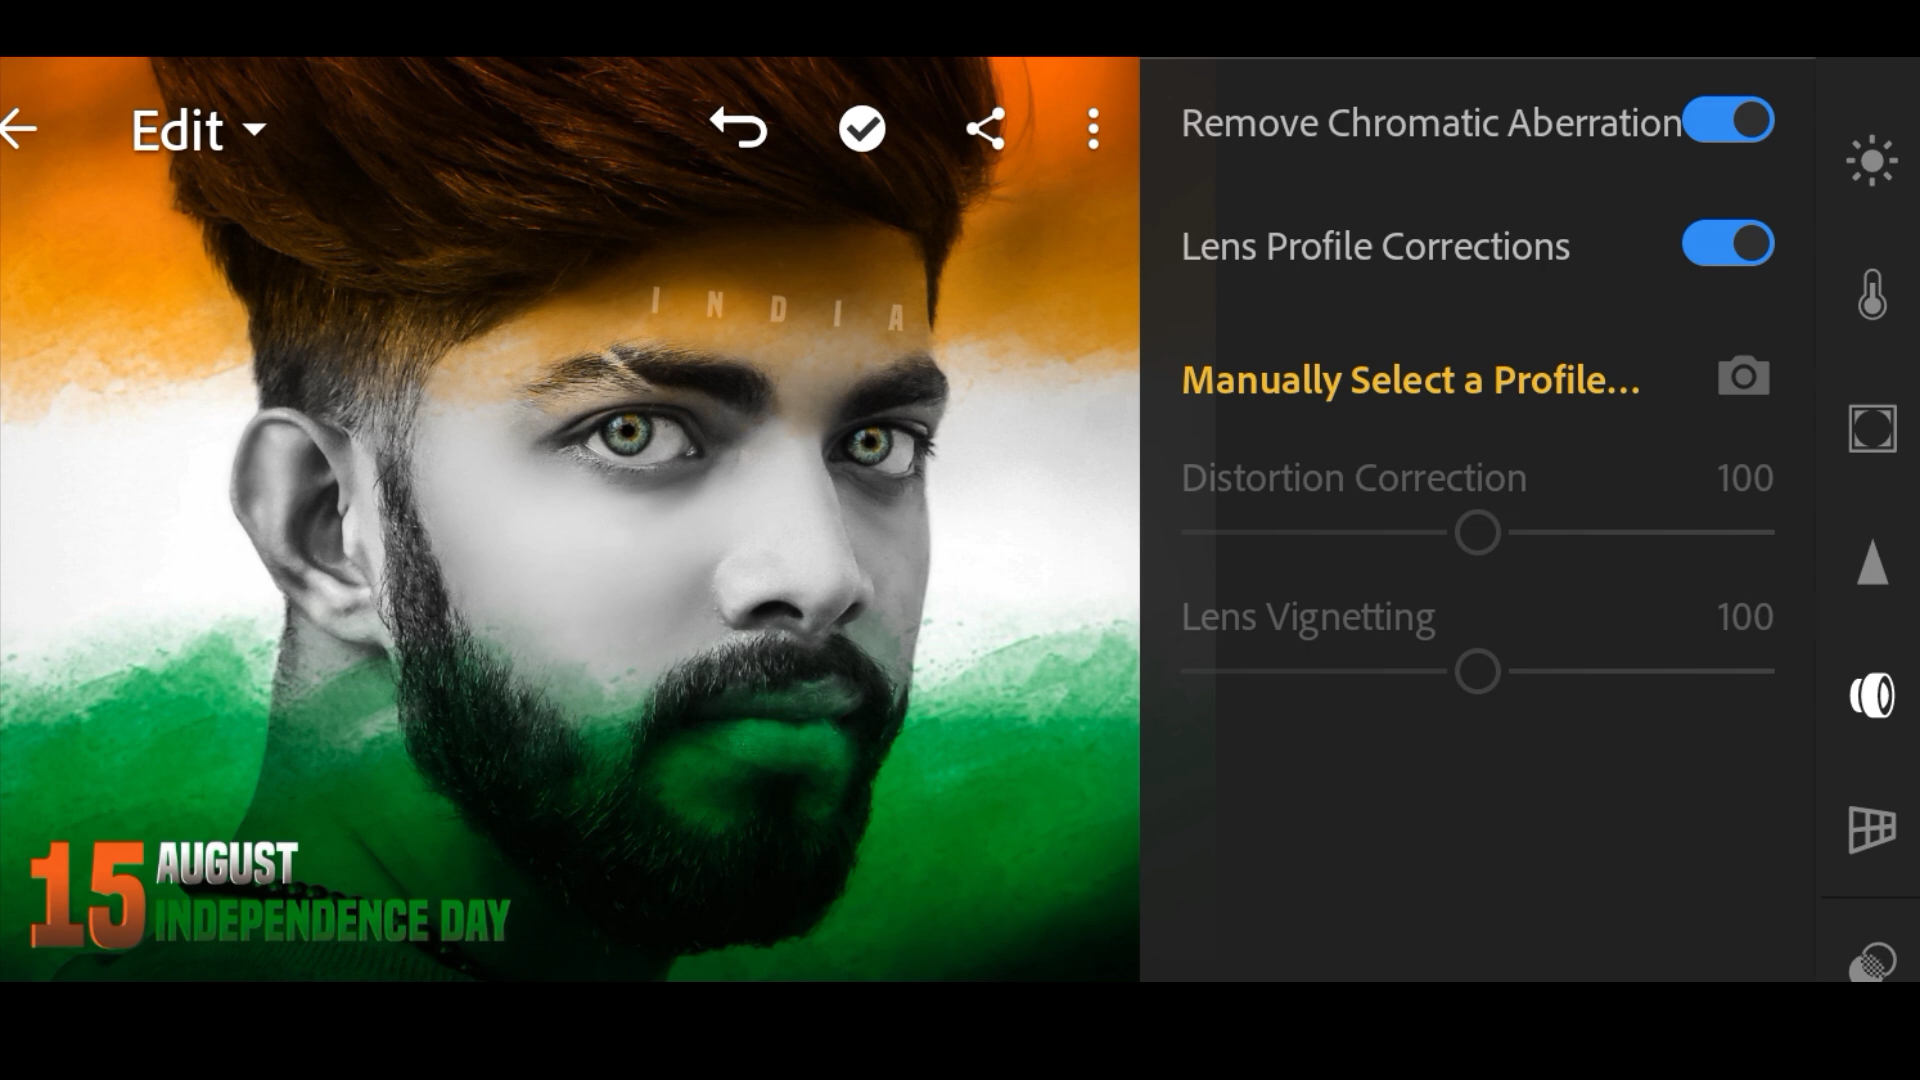 Edit
I N D I A
15 AUGUST
INDEPENDENCE DAY
Remove Chromatic Aberration
Lens Profile Corrections
Manually Select a Profile...
Distortion Correction 100
Lens Vignetting 100